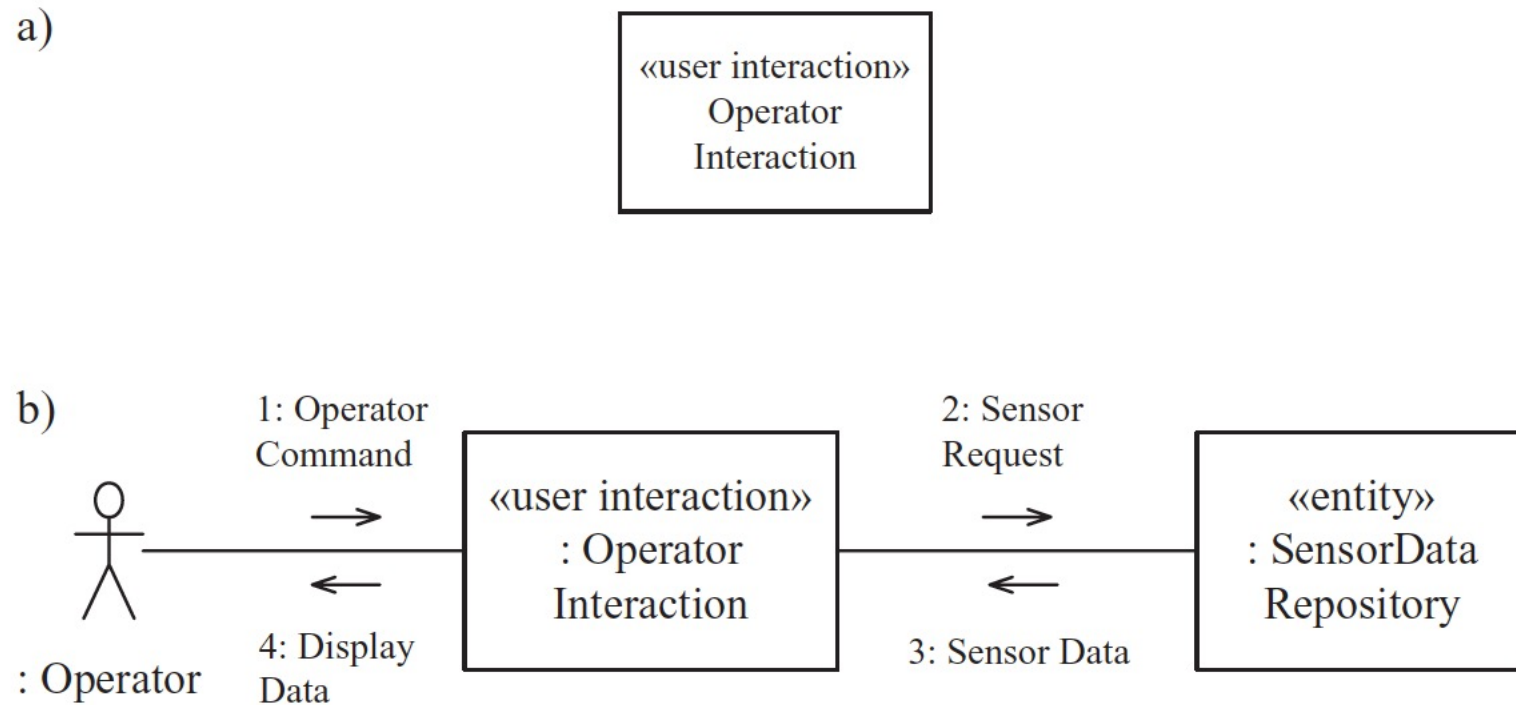 a)
«user interaction»
Operator
Interaction
b)
1: Operator
Command
2: Sensor
Request
«user interaction»
: Operator
Interaction
«entity»
: SensorData
Repository
4: Display
Data
3: Sensor Data
: Operator